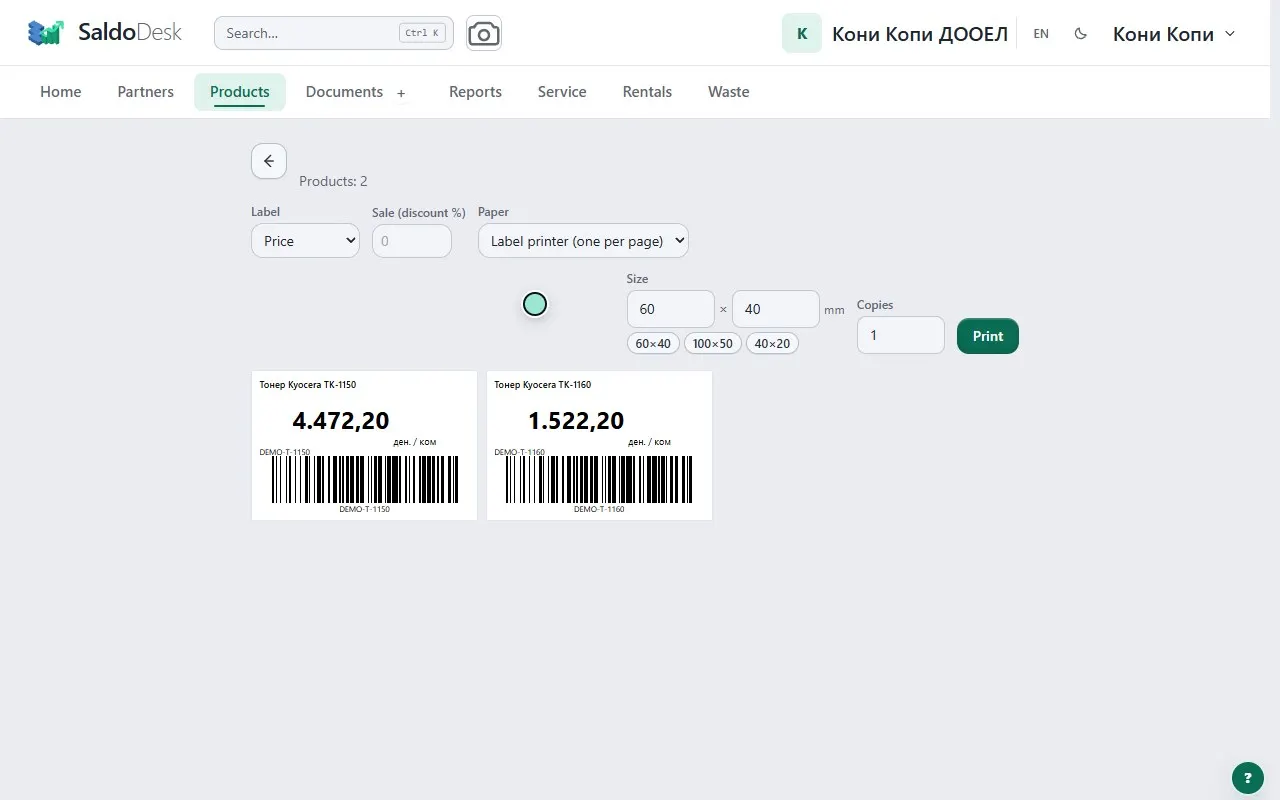 SaldoDesk
Search...
Ctrl K
K
Кони Копи ДООЕЛ
EN
Кони Копи
Home
Partners
Products
Documents +
Reports
Service
Rentals
Waste
Products: 2
Label
Sale (discount %)
Paper
Price
0
Label printer (one per page)
Size
60 × 40 mm
60×40
100×50
40×20
Copies
1
Print
Тонер Kyocera TK-1150
4.472,20
ден. / ком
DEMO-T-1150
DEMO-T-1150
Тонер Kyocera TK-1160
1.522,20
ден. / ком
DEMO-T-1160
DEMO-T-1160
?